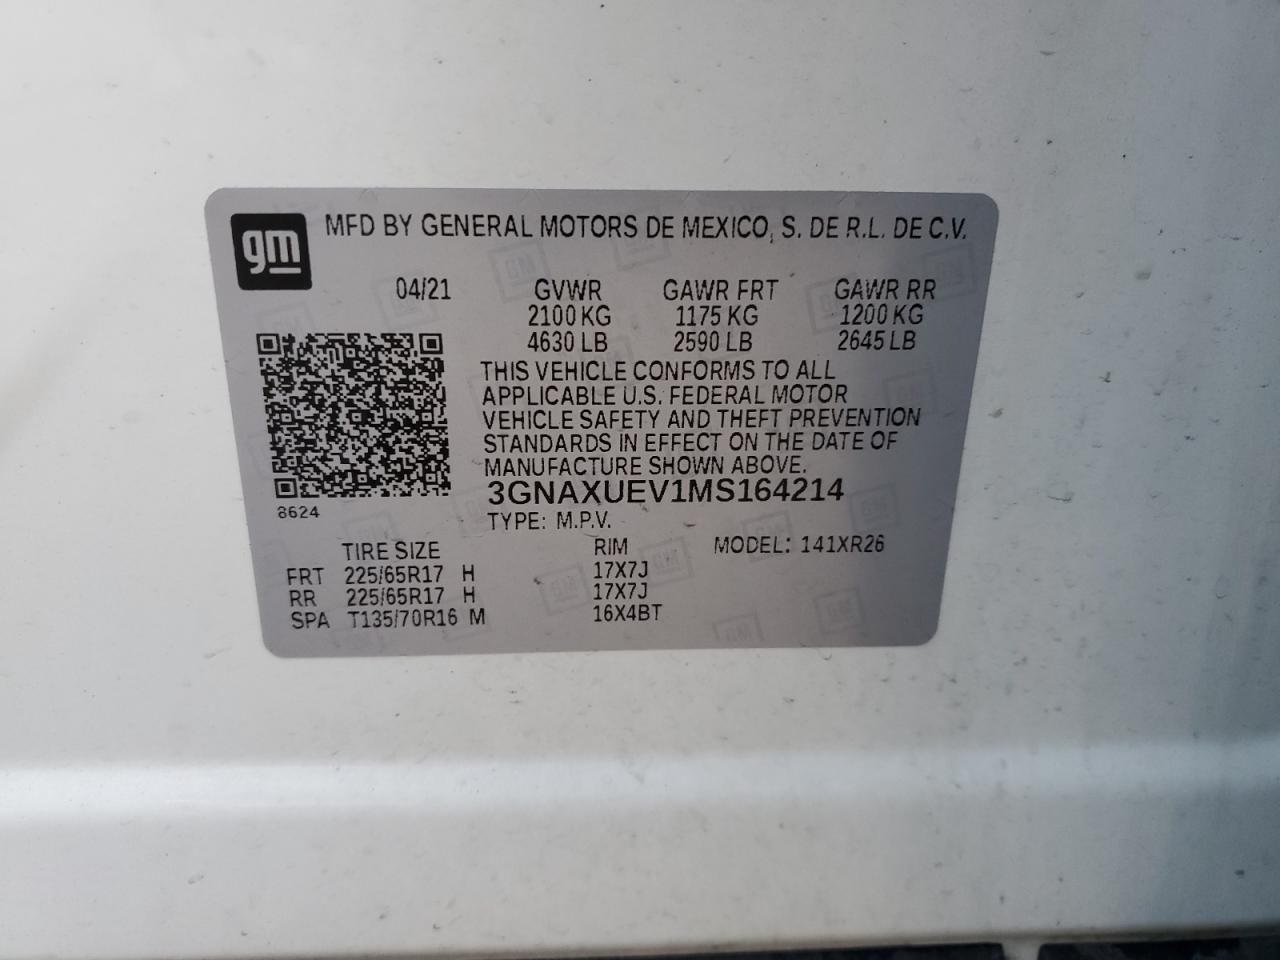 gm
MFD BY GENERAL MOTORS DE MEXICO, S. DE R.L. DE C.V.
04/21 GVWR GAWR FRT GAWR RR
2100 KG 1175 KG 1200 KG
4630 LB 2590 LB 2645 LB
THIS VEHICLE CONFORMS TO ALL
APPLICABLE U.S. FEDERAL MOTOR
VEHICLE SAFETY AND THEFT PREVENTION
STANDARDS IN EFFECT ON THE DATE OF
MANUFACTURE SHOWN ABOVE.
3GNAXUEV1MS164214
8624
TYPE: M.P.V.
TIRE SIZE RIM MODEL: 141XR26
FRT 225/65R17 H 17X7J
RR 225/65R17 H 17X7J
SPA T135/70R16 M 16X4BT